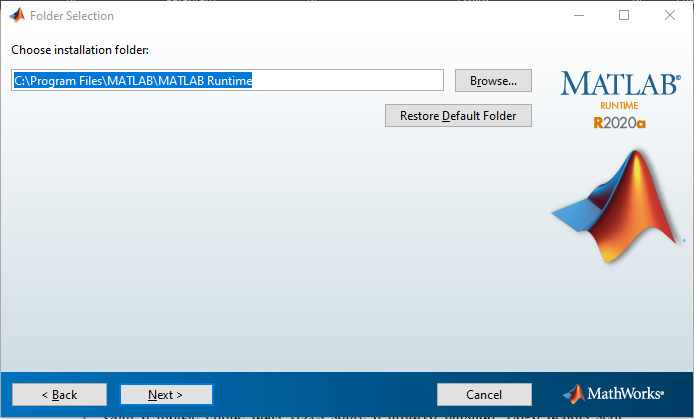 Folder Selection
Choose installation folder:
C:\Program Files\MATLAB\MATLAB Runtime
Browse...
Restore Default Folder
MATLAB®
RUNTIME
R2020a
< Back
Next >
Cancel
MathWorks®